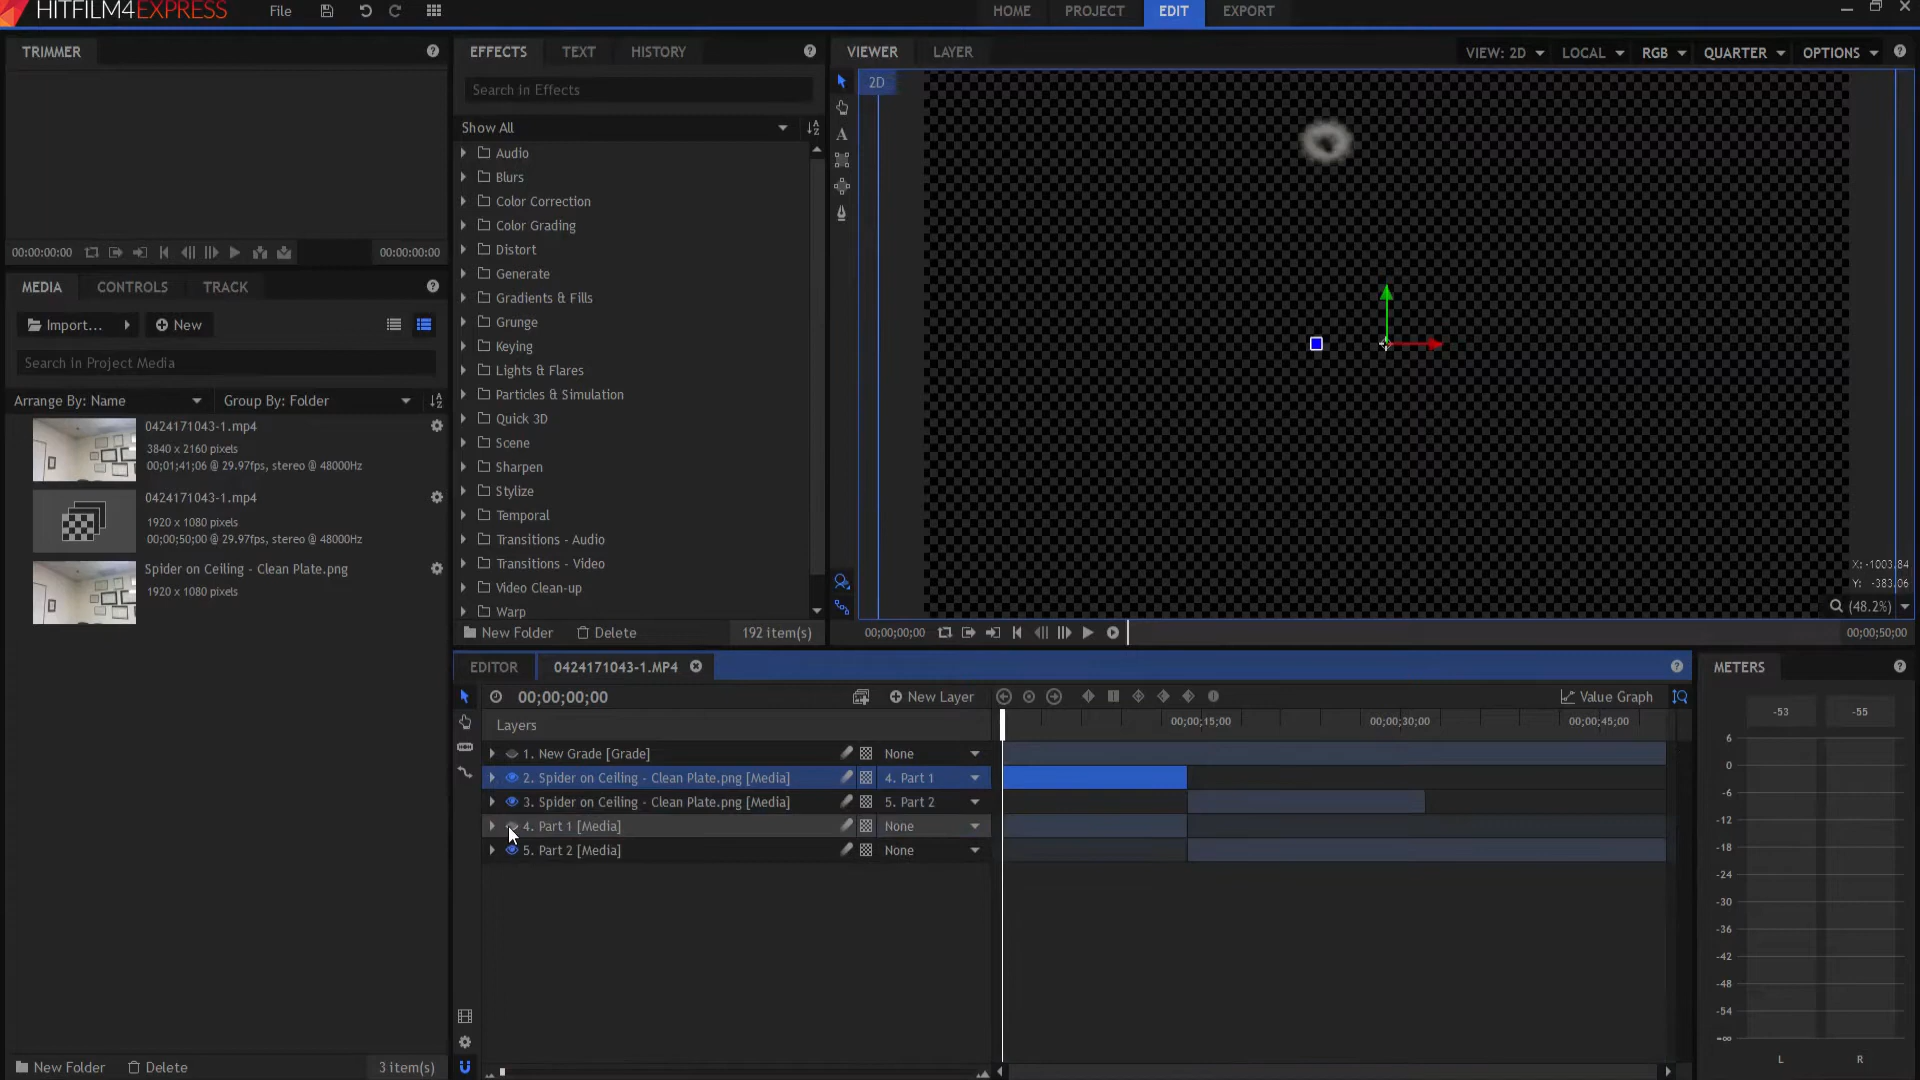 HITFILM4EXPRESS File HOME PROJECT EDIT EXPORT
TRIMMER
00:00:00:00 00:00:00:00
MEDIA CONTROLS TRACK
Import... New
Search in Project Media
Arrange By: Name Group By: Folder
0424171043-1.mp4
3840 x 2160 pixels
00;01;41;06 @ 29.97fps, stereo @ 48000Hz
0424171043-1.mp4
1920 x 1080 pixels
00;00;50;00 @ 29.97fps, stereo @ 48000Hz
Spider on Ceiling - Clean Plate.png
1920 x 1080 pixels
New Folder Delete 3 item(s)
EFFECTS TEXT HISTORY
Search in Effects
Show All
Audio
Blurs
Color Correction
Color Grading
Distort
Generate
Gradients & Fills
Grunge
Keying
Lights & Flares
Particles & Simulation
Quick 3D
Scene
Sharpen
Stylize
Temporal
Transitions - Audio
Transitions - Video
Video Clean-up
Warp
New Folder Delete 192 item(s)
VIEWER LAYER VIEW: 2D LOCAL RGB QUARTER OPTIONS
2D
A
X: -1003.84
Y: -383.06
(48.2%)
00;00;00;00 00;00;50;00
EDITOR 0424171043-1.MP4
00;00;00;00 New Layer Value Graph
Layers 00;00;15;00 00;00;30;00 00;00;45;00
1. New Grade [Grade] None
2. Spider on Ceiling - Clean Plate.png [Media] 4. Part 1
3. Spider on Ceiling - Clean Plate.png [Media] 5. Part 2
4. Part 1 [Media] None
5. Part 2 [Media] None
METERS
-53 -55
6
0
-6
-12
-18
-24
-30
-36
-42
-48
-54
-∞
L R